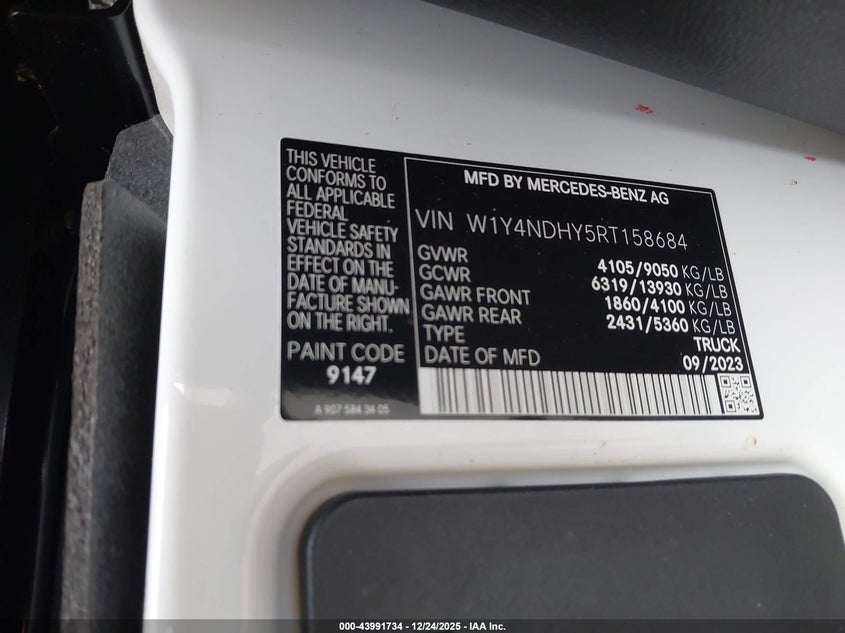 THIS VEHICLE
CONFORMS TO
ALL APPLICABLE
FEDERAL
VEHICLE SAFETY
STANDARDS IN
EFFECT ON THE
DATE OF MANU-
FACTURE SHOWN
ON THE RIGHT.
PAINT CODE
9147
A 907 584 34 05
MFD BY MERCEDES-BENZ AG
VIN W1Y4NDHY5RT158684
GVWR 4105/9050 KG/LB
GCWR 6319/13930 KG/LB
GAWR FRONT 1860/4100 KG/LB
GAWR REAR 2431/5360 KG/LB
TYPE TRUCK
DATE OF MFD 09/2023
000-43991734 - 12/24/2025 - IAA Inc.